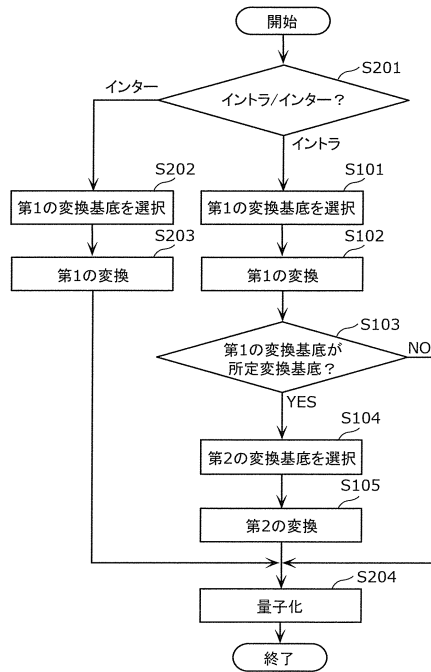 開始
S201
イントラ/インター？
インター
イントラ
S202
第1の変換基底を選択
S203
第1の変換
S101
第1の変換基底を選択
S102
第1の変換
S103
第1の変換基底が
所定変換基底？
NO
YES
S104
第2の変換基底を選択
S105
第2の変換
S204
量子化
終了